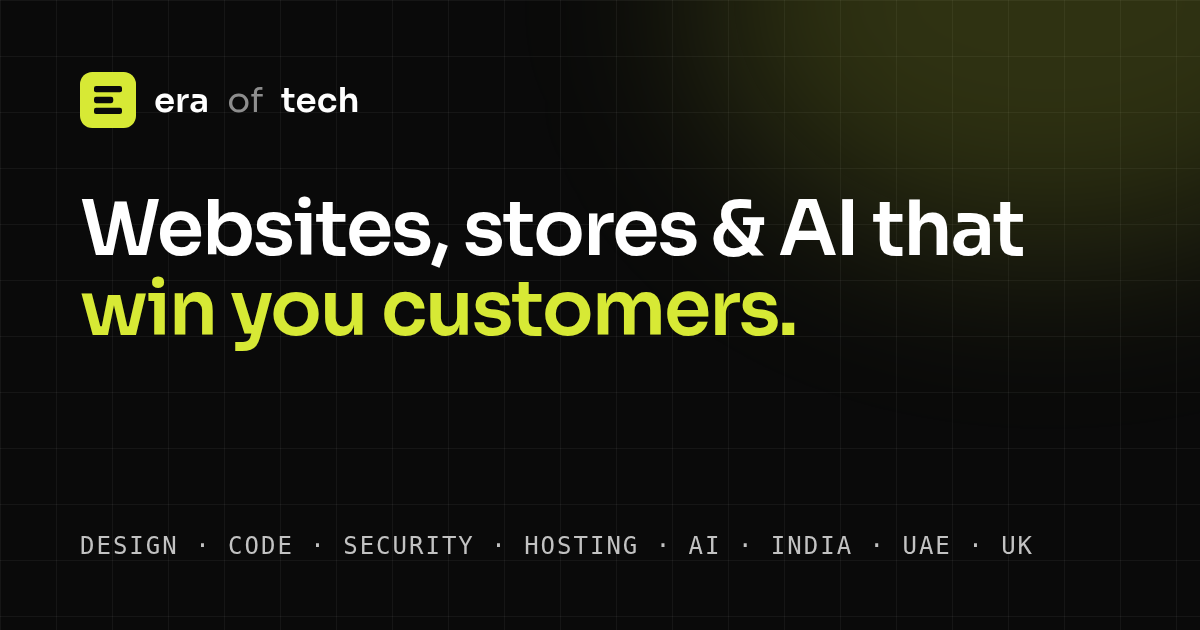 era of tech
Websites, stores & AI that
win you customers.
DESIGN · CODE · SECURITY · HOSTING · AI · INDIA · UAE · UK